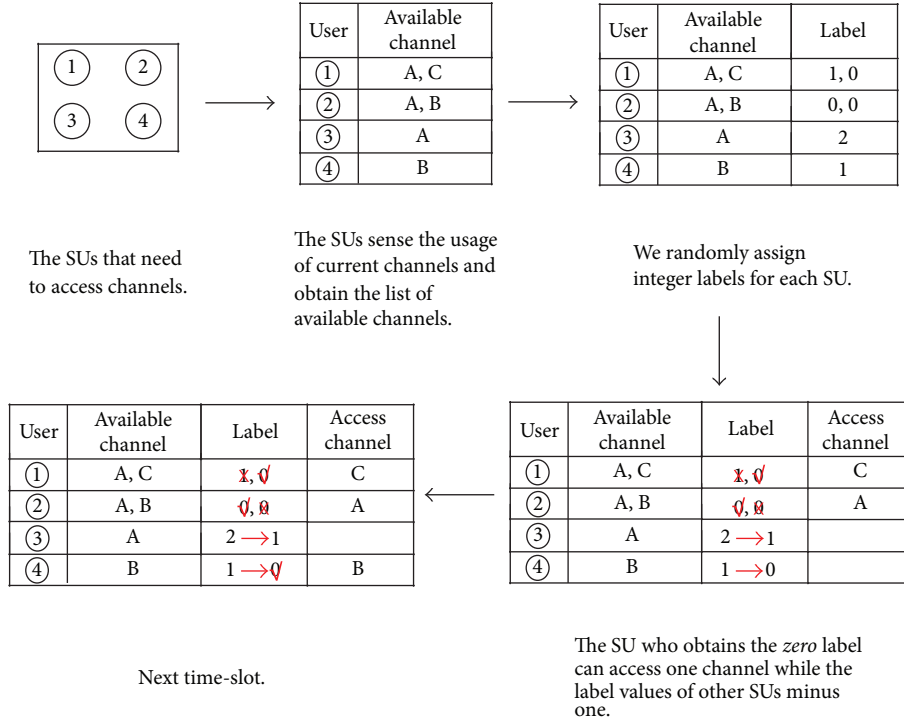 ① ②
③ ④
User Available channel
① A, C
② A, B
③ A
④ B
User Available channel Label
① A, C 1, 0
② A, B 0, 0
③ A 2
④ B 1
The SUs that need
to access channels.
The SUs sense the usage
of current channels and
obtain the list of
available channels.
We randomly assign
integer labels for each SU.
User Available channel Label Access channel
① A, C 1, 0 C
② A, B 0, 0 A
③ A 2 → 1
④ B 1 → 0 B
User Available channel Label Access channel
① A, C 1, 0 C
② A, B 0, 0 A
③ A 2 → 1
④ B 1 → 0
Next time-slot.
The SU who obtains the zero label
can access one channel while the
label values of other SUs minus
one.